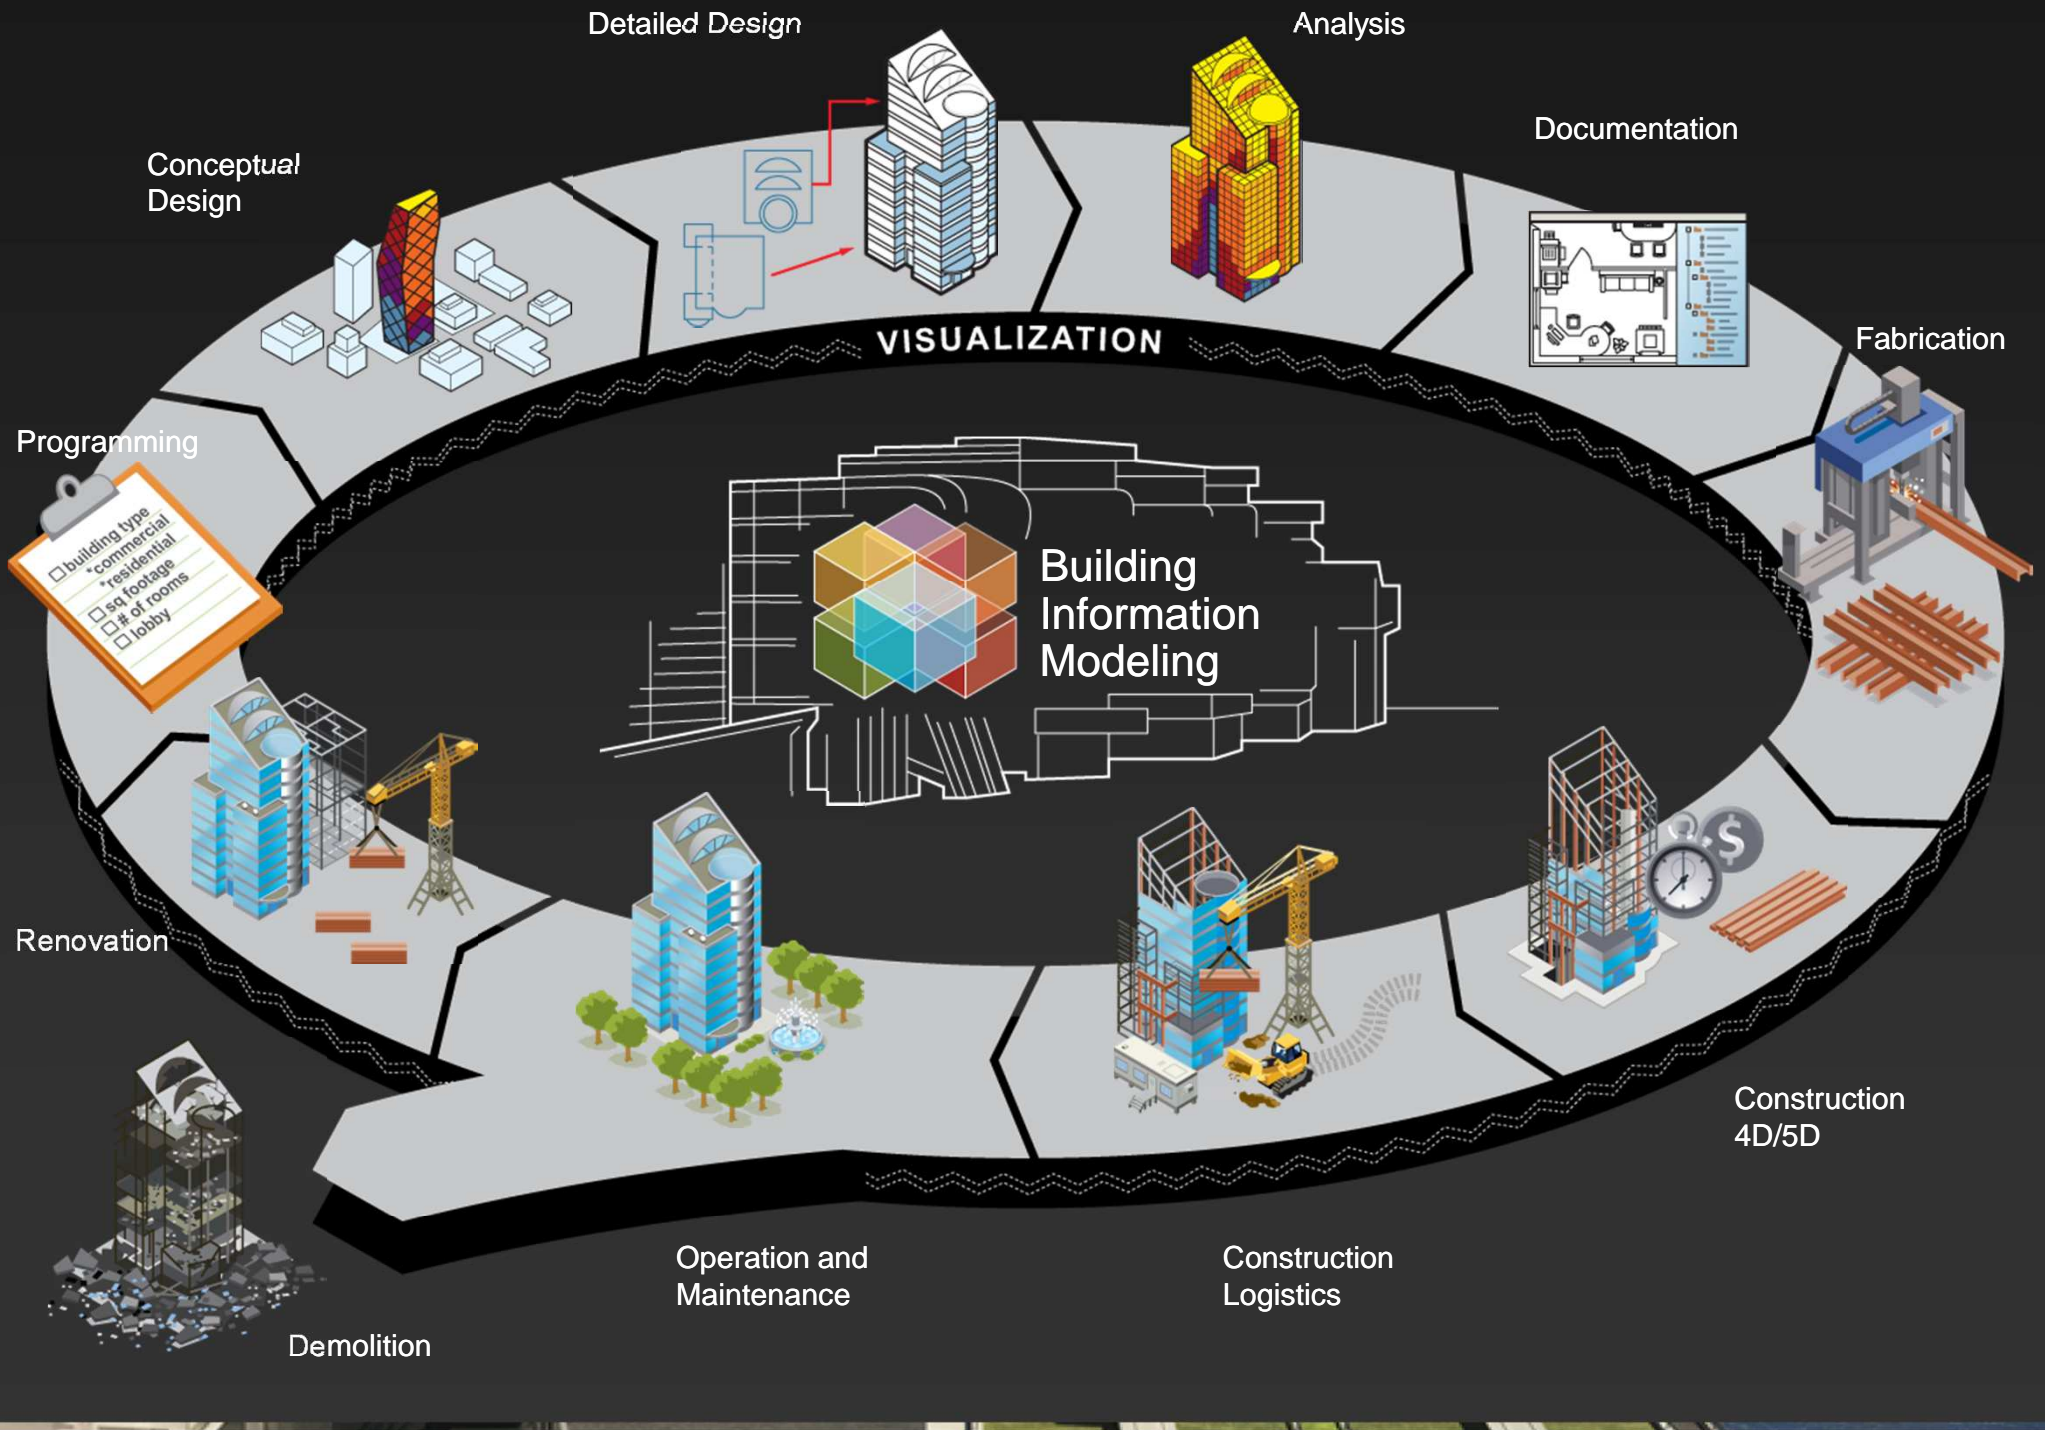 Detailed Design
Analysis
Documentation
Conceptual
Design
Fabrication
VISUALIZATION
Programming
building type
*commercial
*residential
sq footage
# of rooms
lobby
Building
Information
Modeling
$
Renovation
Construction
4D/5D
Operation and
Maintenance
Construction
Logistics
Demolition